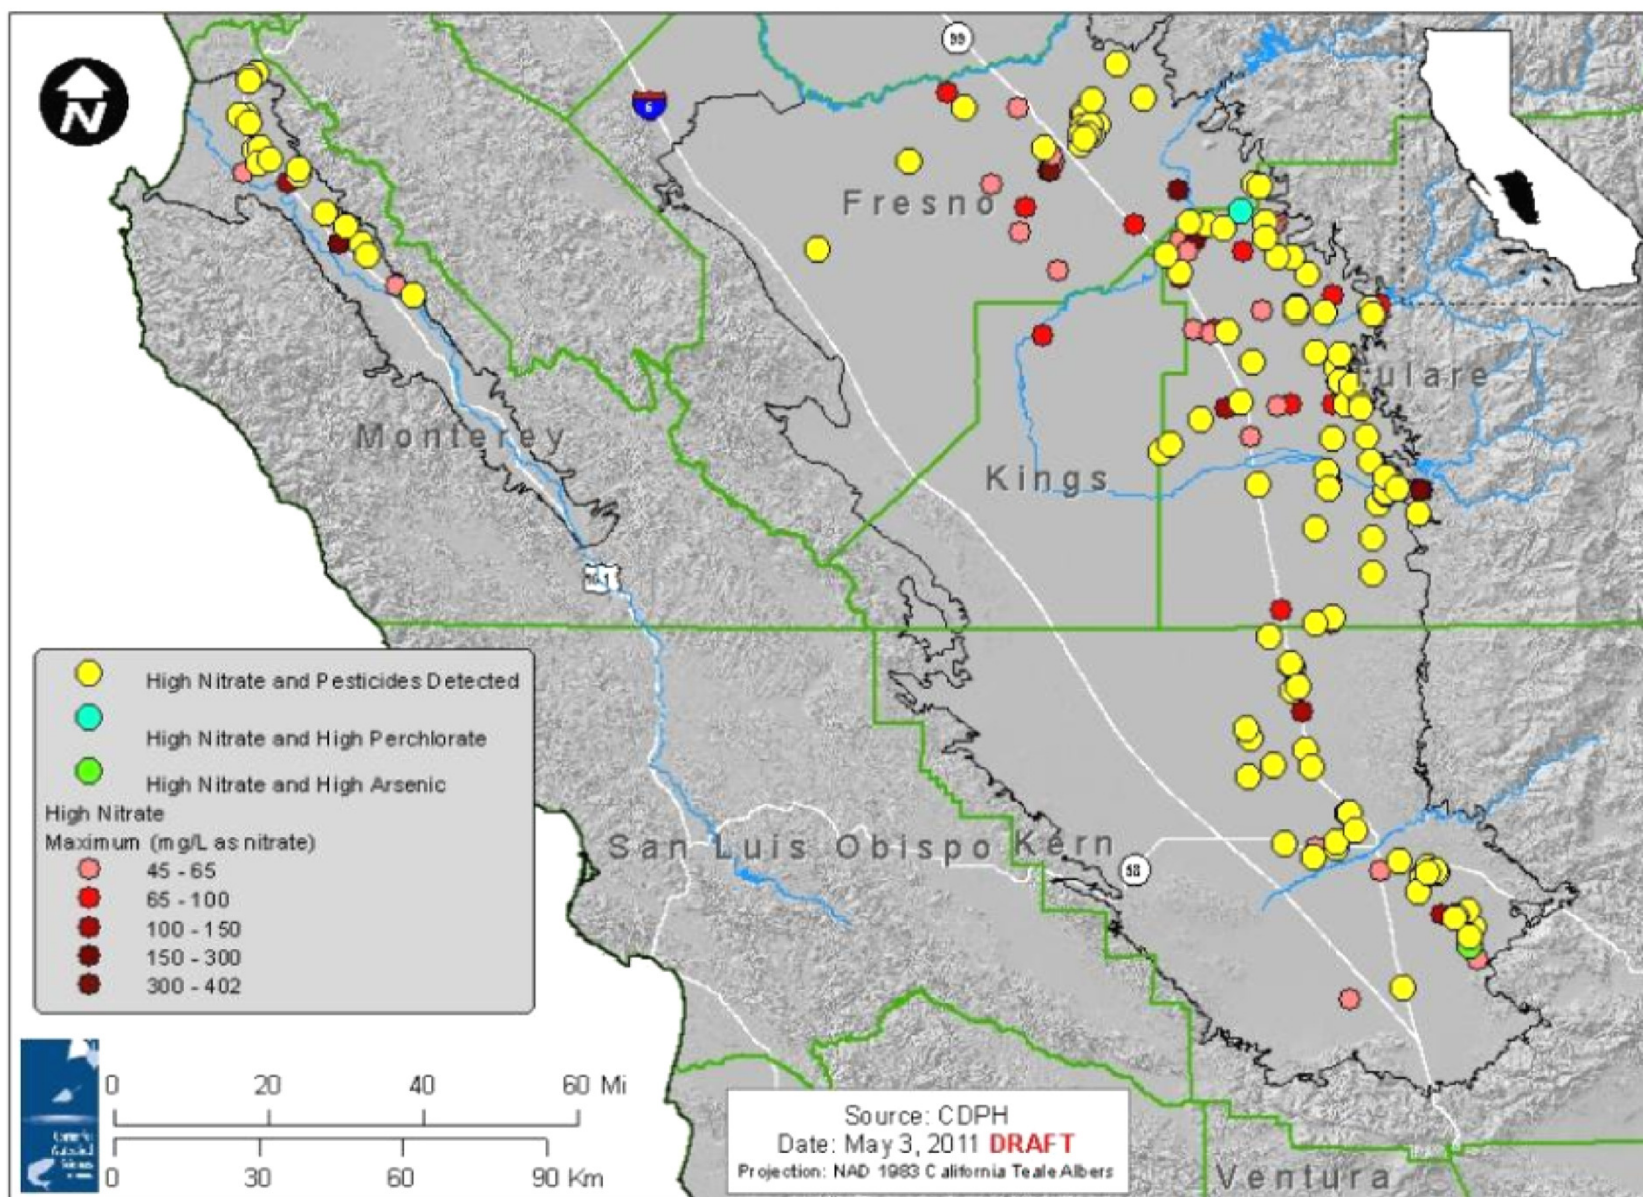 N
99
6
Fresno
Tulare
Monterey
Kings
High Nitrate and Pesticides Detected
High Nitrate and High Perchlorate
High Nitrate and High Arsenic
High Nitrate
Maximum (mg/L as nitrate)
45 - 65
65 - 100
100 - 150
150 - 300
300 - 402
San Luis Obispo
Kern
58
0 20 40 60 Mi
0 30 60 90 Km
Source: CDPH
Date: May 3, 2011 DRAFT
Projection: NAD 1983 California Teale Albers
Ventura